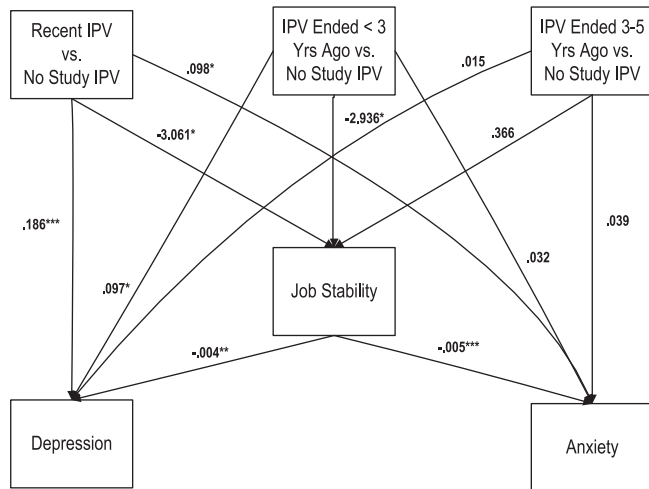 Recent IPV
vs.
No Study IPV
IPV Ended < 3
Yrs Ago vs.
No Study IPV
IPV Ended 3-5
Yrs Ago vs.
No Study IPV
.098*
.015
-3.061*
-2.936*
.366
.186***
.039
Job Stability
.097*
.032
-.004**
-.005***
Depression
Anxiety